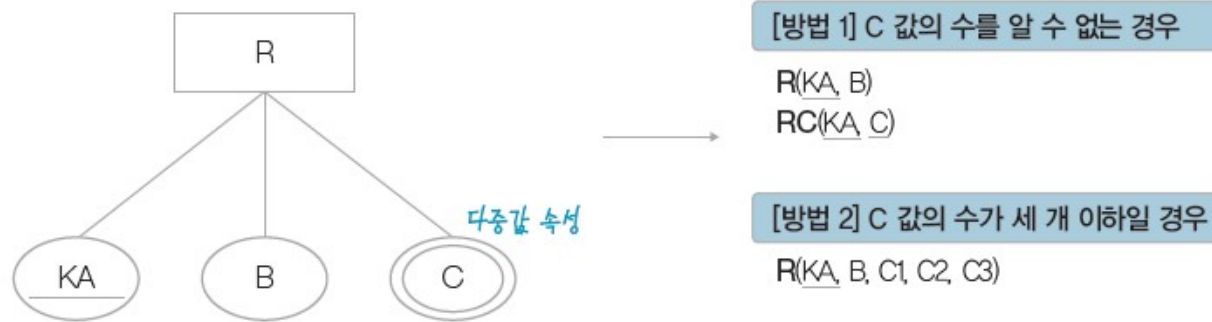 R
KA
B
C
다중값 속성
[방법 1] C 값의 수를 알 수 없는 경우
R(KA, B)
RC(KA, C)
[방법 2] C 값의 수가 세 개 이하일 경우
R(KA, B, C1, C2, C3)